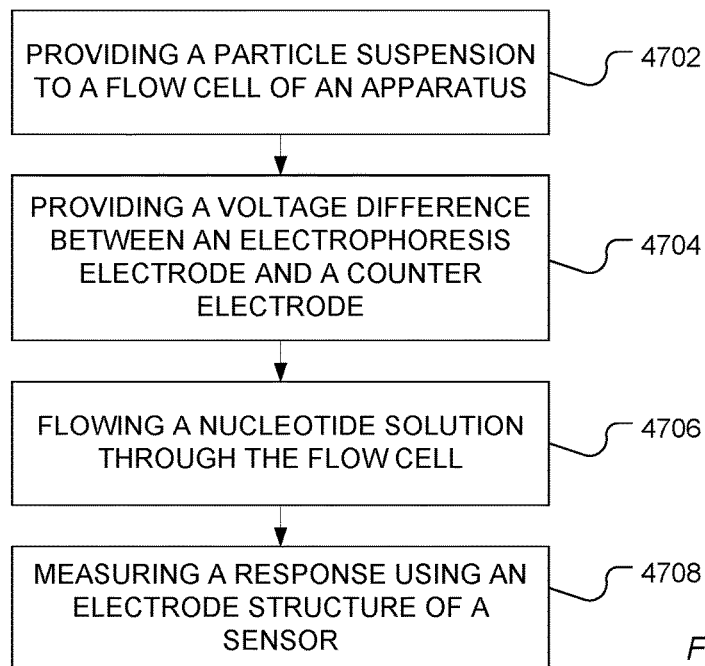 PROVIDING A PARTICLE SUSPENSION
TO A FLOW CELL OF AN APPARATUS
4702
PROVIDING A VOLTAGE DIFFERENCE
BETWEEN AN ELECTROPHORESIS
ELECTRODE AND A COUNTER
ELECTRODE
4704
FLOWING A NUCLEOTIDE SOLUTION
THROUGH THE FLOW CELL
4706
MEASURING A RESPONSE USING AN
ELECTRODE STRUCTURE OF A
SENSOR
4708
F